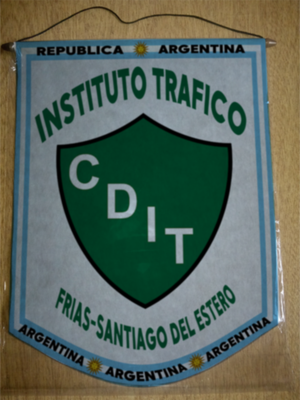 REPUBLICA ARGENTINA
INSTITUTO TRAFICO
C D I T
FRIAS-SANTIAGO DEL ESTERO
ARGENTINA ARGENTINA ARGENTINA